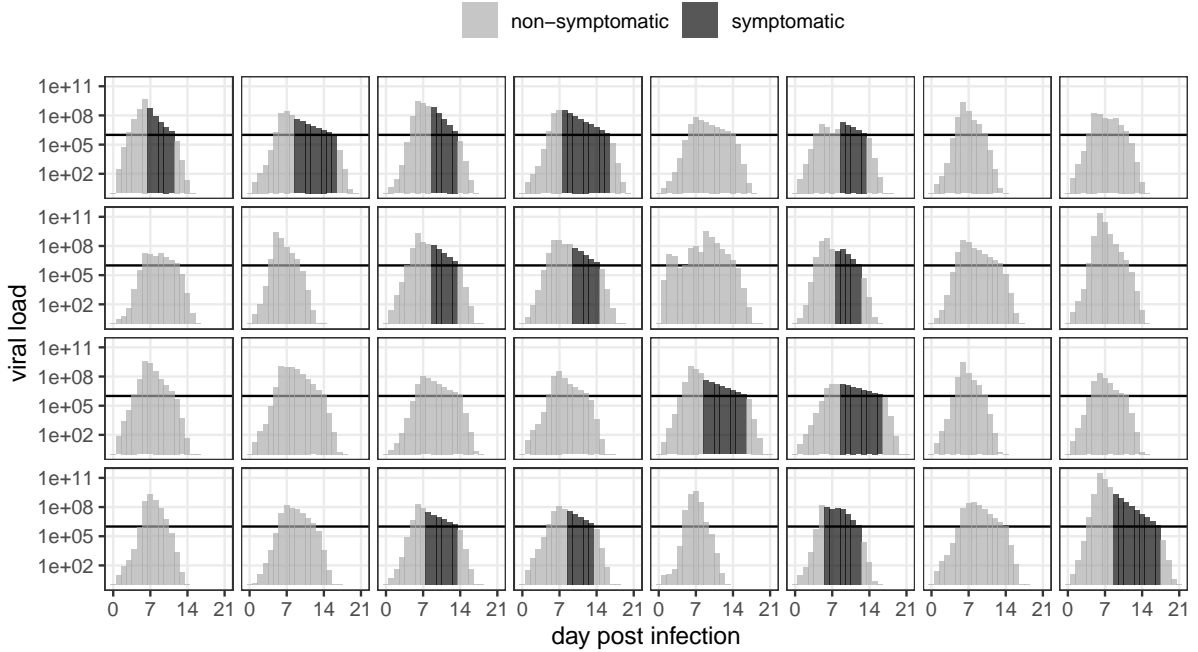 non−symptomatic symptomatic
viral load
1e+11
1e+08
1e+05
1e+02
1e+11
1e+08
1e+05
1e+02
1e+11
1e+08
1e+05
1e+02
1e+11
1e+08
1e+05
1e+02
0 7 14 21 0 7 14 21 0 7 14 21 0 7 14 21 0 7 14 21 0 7 14 21 0 7 14 21 0 7 14 21
day post infection